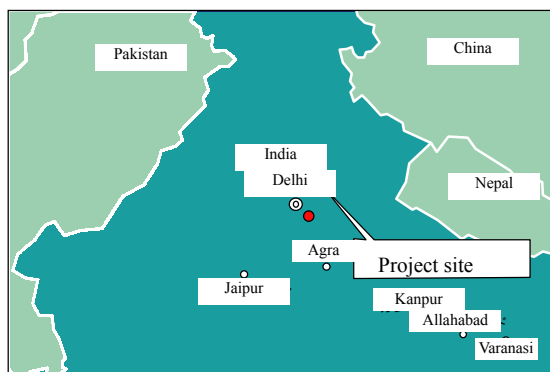 Pakistan
China
India
Delhi
Nepal
Agra
Project site
Jaipur
Kanpur
Allahabad
Varanasi